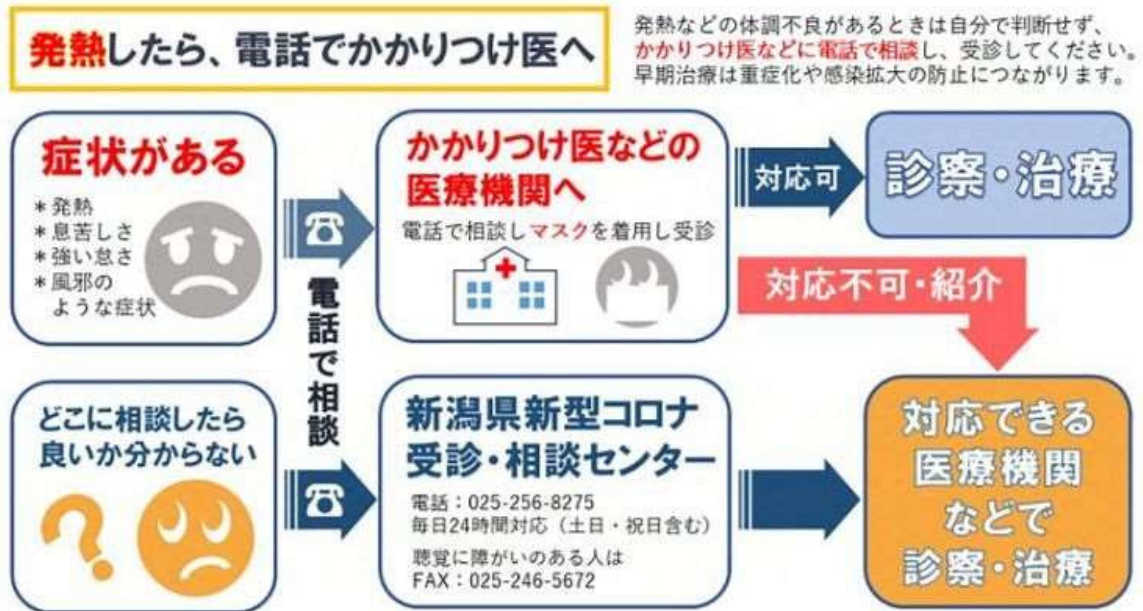 発熱したら、電話でかかりつけ医へ
発熱などの体調不良があるときは自分で判断せず、
かかりつけ医などに電話で相談し、受診してください。
早期治療は重症化や感染拡大の防止につながります。
症状がある
＊発熱
＊息苦しさ
＊強い怠さ
＊風邪の
ような症状
電話で相談
かかりつけ医などの
医療機関へ
電話で相談しマスクを着用し受診
対応可
診察・治療
対応不可・紹介
どこに相談したら
良いか分からない
新潟県新型コロナ
受診・相談センター
電話：025-256-8275
毎日24時間対応（土日・祝日含む）
聴覚に障がいのある人は
FAX：025-246-5672
対応できる
医療機関
などで
診察・治療